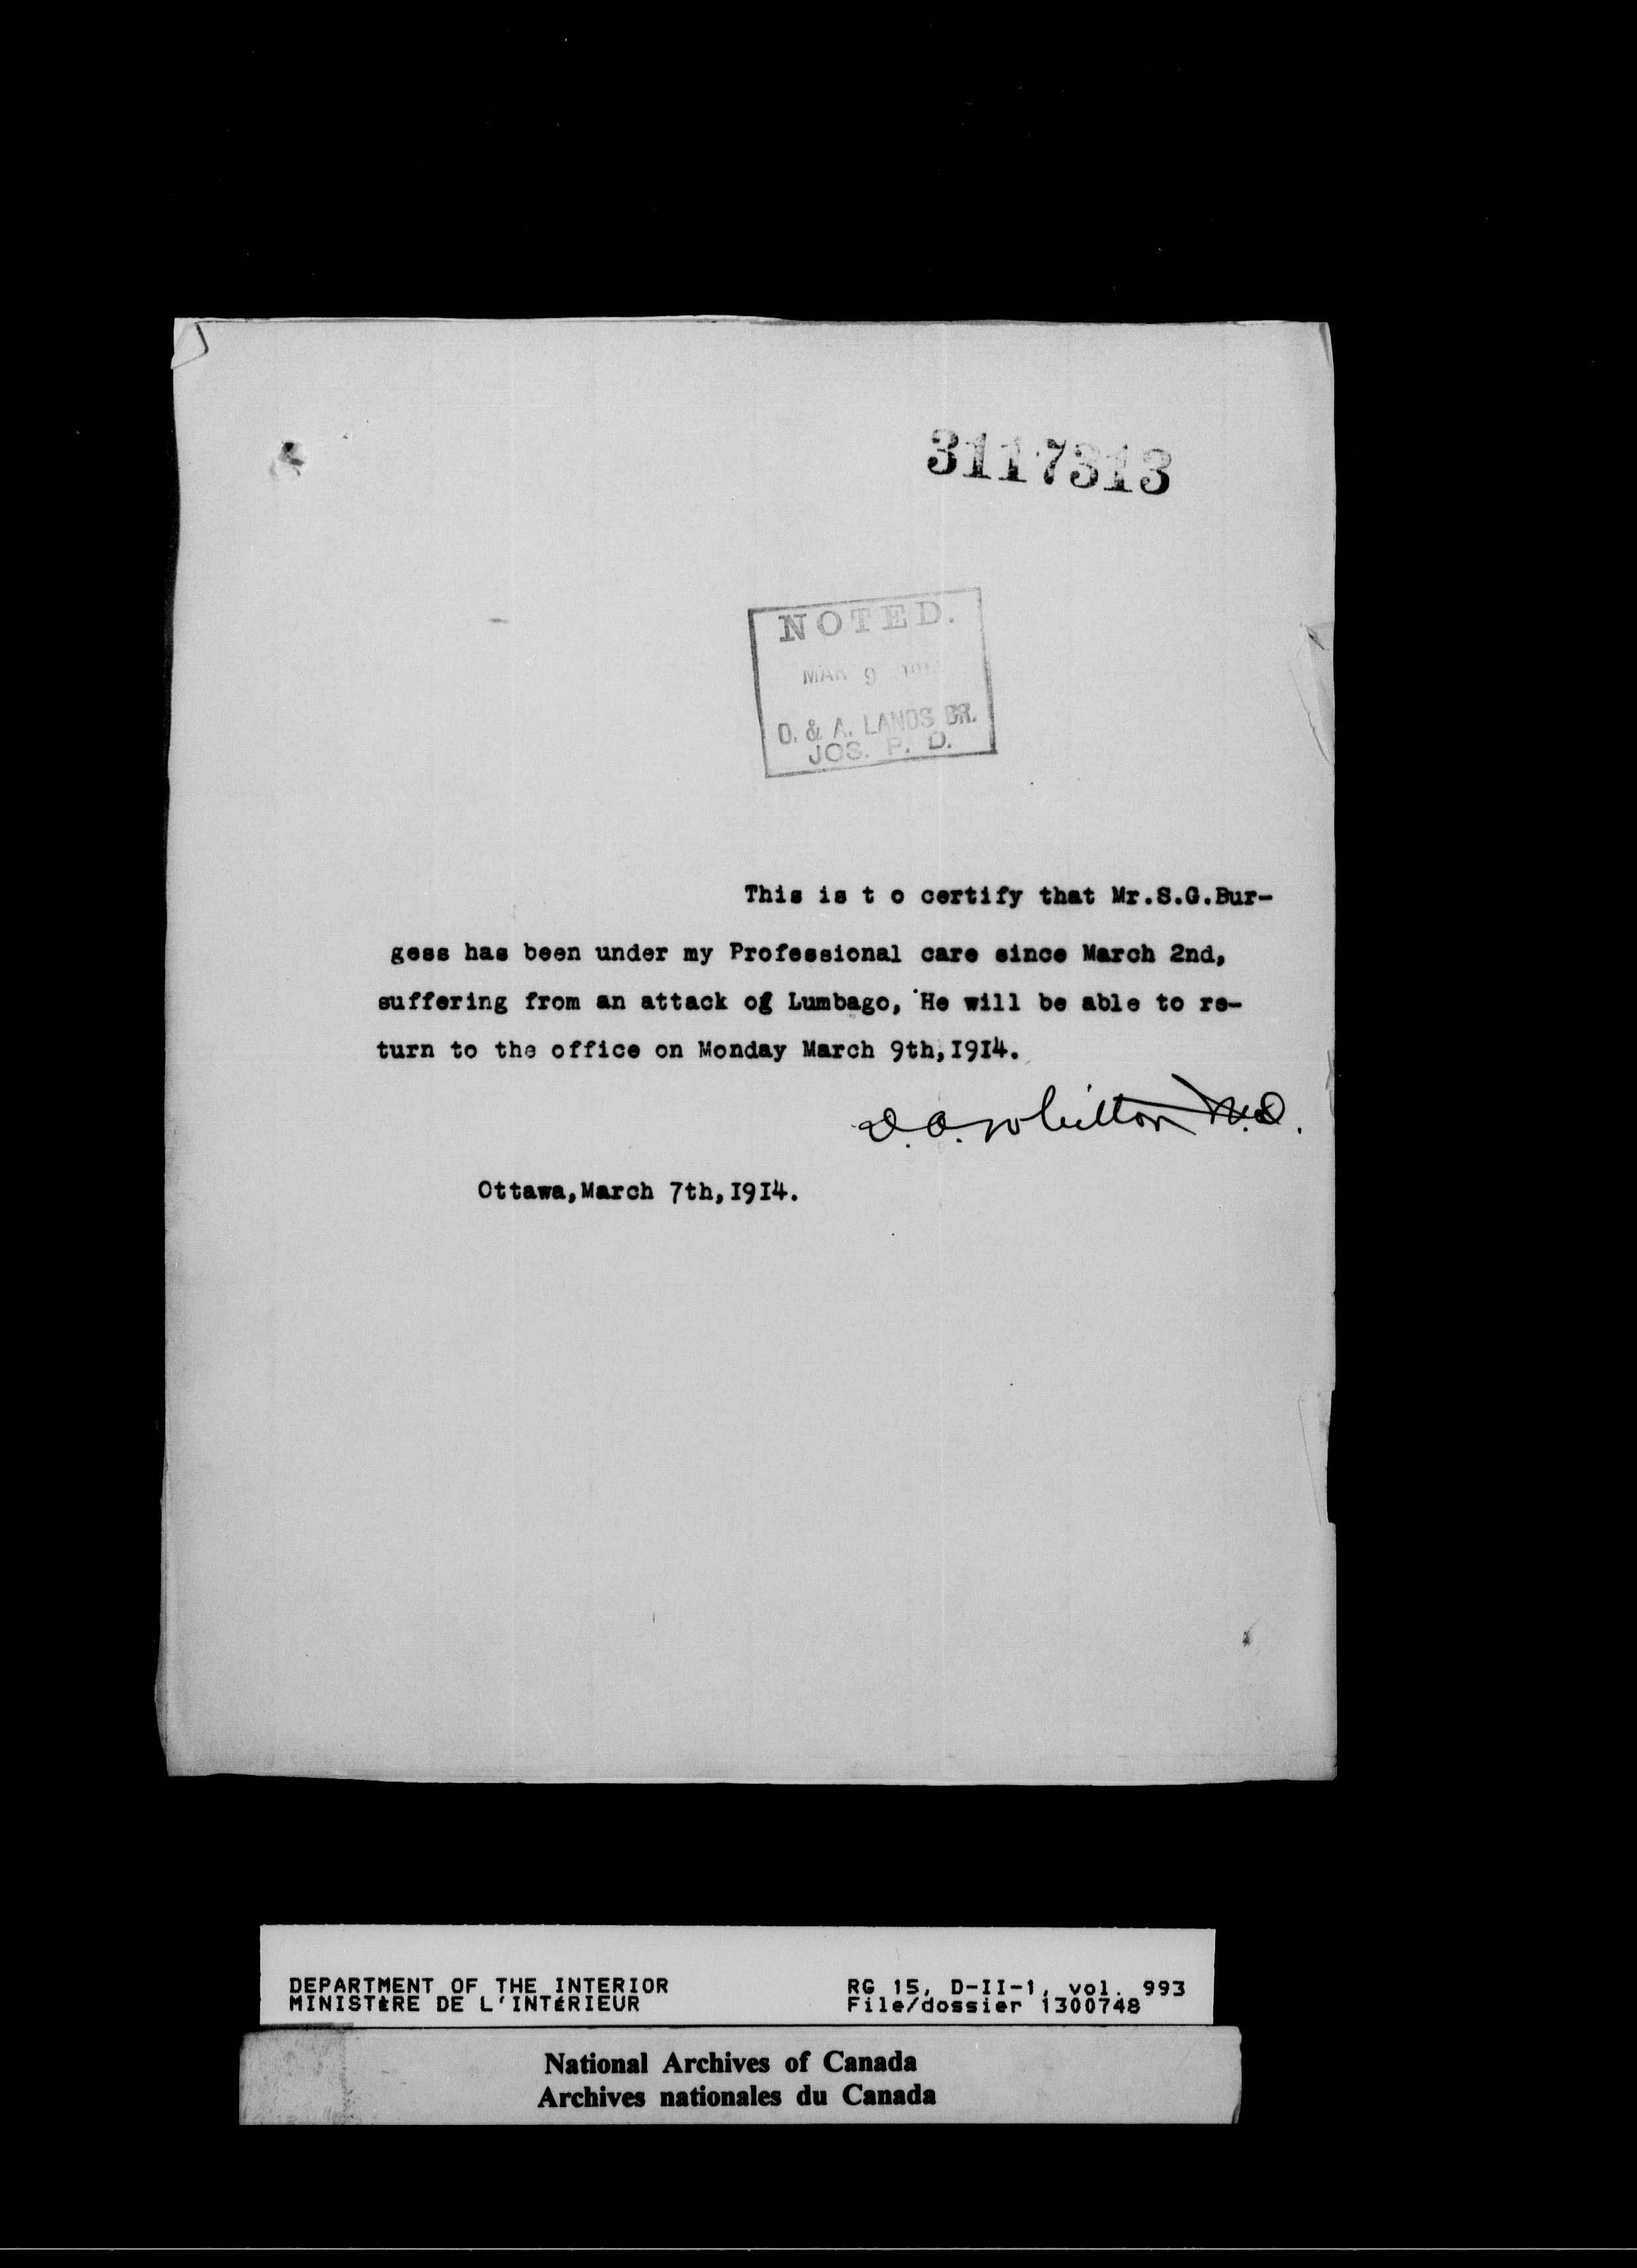 3117313
NOTED.
MAR 9 1914
O. & A. LANDS BR.
JOS. P. D.
This is t o certify that Mr.S.G.Bur-
gess has been under my Professional care since March 2nd,
suffering from an attack of Lumbago, He will be able to re-
turn to the office on Monday March 9th,1914.
D.O. Whitton M.D.
Ottawa,March 7th,1914.
DEPARTMENT OF THE INTERIOR
MINISTÈRE DE L'INTÉRIEUR
RG 15, D-II-1, vol. 993
File/dossier 1300748
National Archives of Canada
Archives nationales du Canada